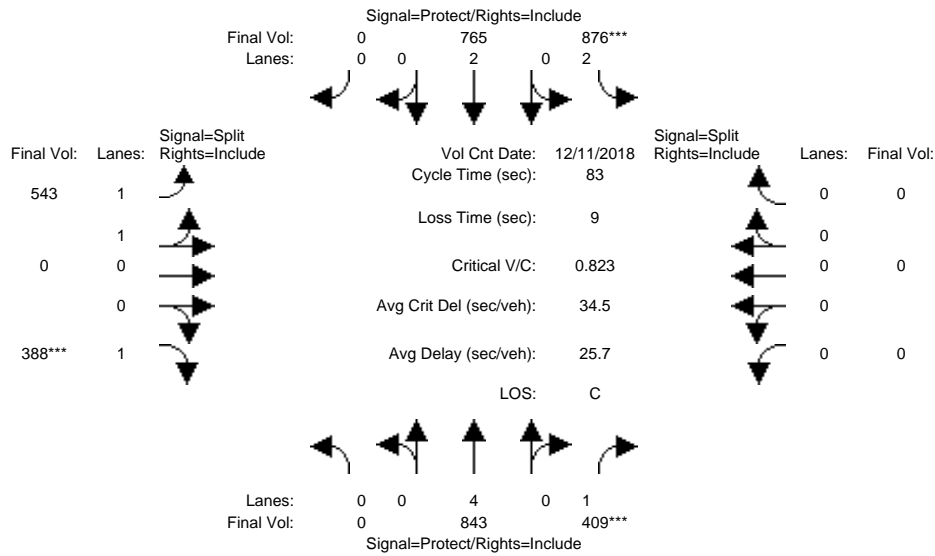 Signal=Protect/Rights=Include
Final Vol: 0 765 876***
Lanes: 0 0 2 0 2
Signal=Split Signal=Split
Final Vol: Lanes: Rights=Include Vol Cnt Date: 12/11/2018 Rights=Include Lanes: Final Vol:
Cycle Time (sec): 83
543 1 0 0
Loss Time (sec): 9
1 0
0 0 Critical V/C: 0.823 0 0
0 Avg Crit Del (sec/veh): 34.5 0
388*** 1 Avg Delay (sec/veh): 25.7 0 0
LOS: C
Lanes: 0 0 4 0 1
Final Vol: 0 843 409***
Signal=Protect/Rights=Include